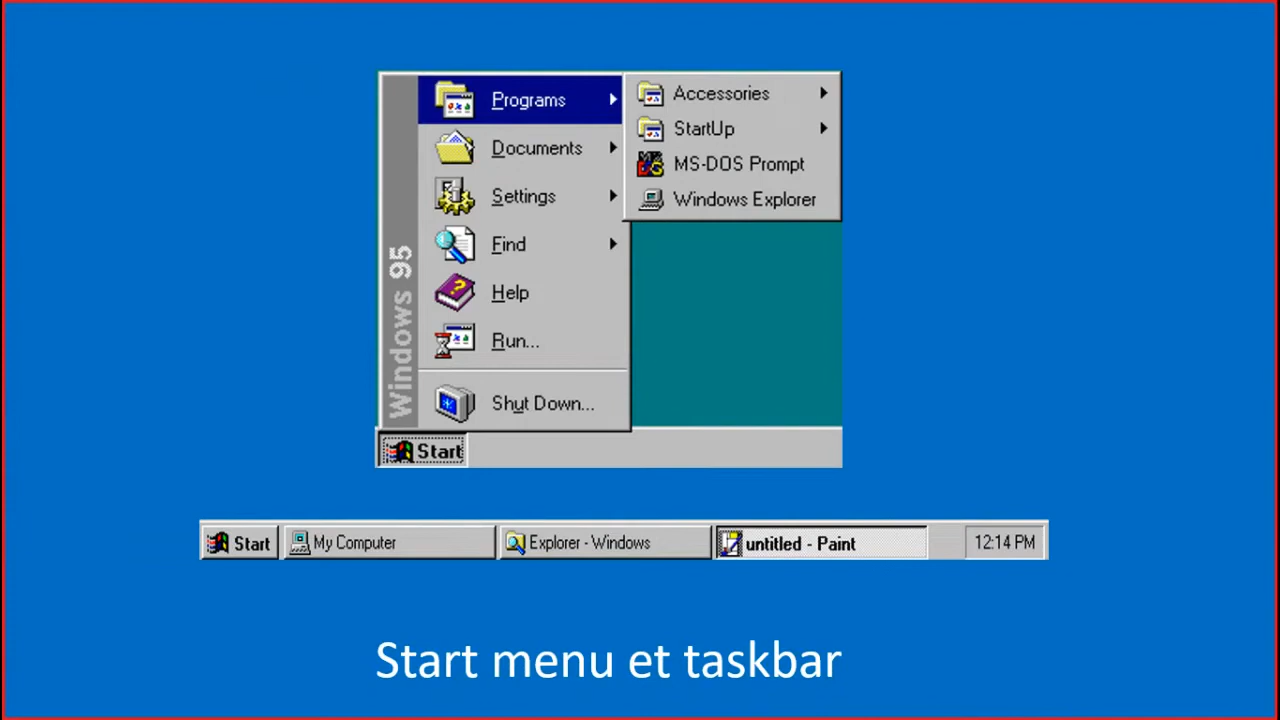 Programs
Documents
Settings
Find
Help
Run...
Shut Down...
Windows 95
Start
Accessories
StartUp
MS-DOS Prompt
Windows Explorer
Start My Computer Explorer - Windows untitled - Paint 12:14 PM
Start menu et taskbar